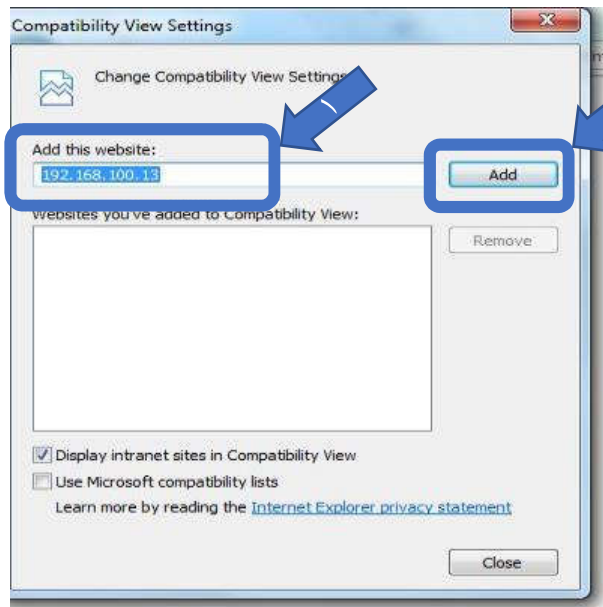 Compatibility View Settings
Change Compatibility View Settings
Add this website:
192.168.100.13
Add
Websites you've added to Compatibility View:
Remove
Display intranet sites in Compatibility View
Use Microsoft compatibility lists
Learn more by reading the Internet Explorer privacy statement
Close